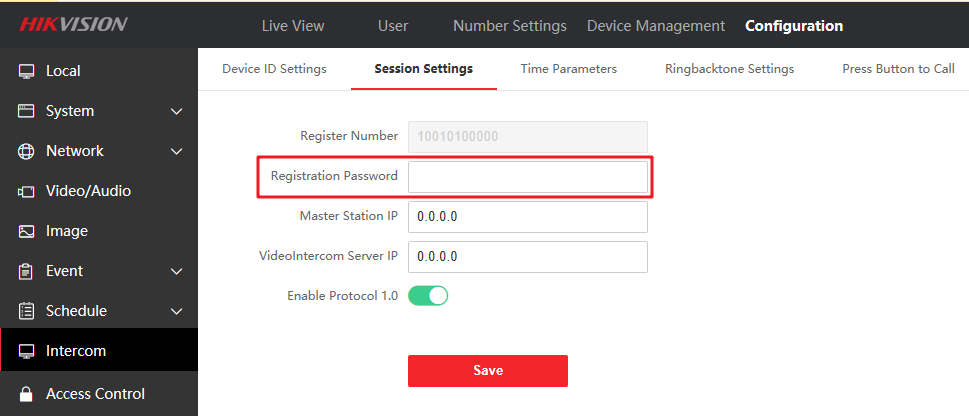 HIKVISION
Live View User Number Settings Device Management Configuration
Local
System
Network
Video/Audio
Image
Event
Schedule
Intercom
Access Control
Device ID Settings Session Settings Time Parameters Ringbacktone Settings Press Button to Call
Register Number 10010100000
Registration Password
Master Station IP 0.0.0.0
VideoIntercom Server IP 0.0.0.0
Enable Protocol 1.0
Save